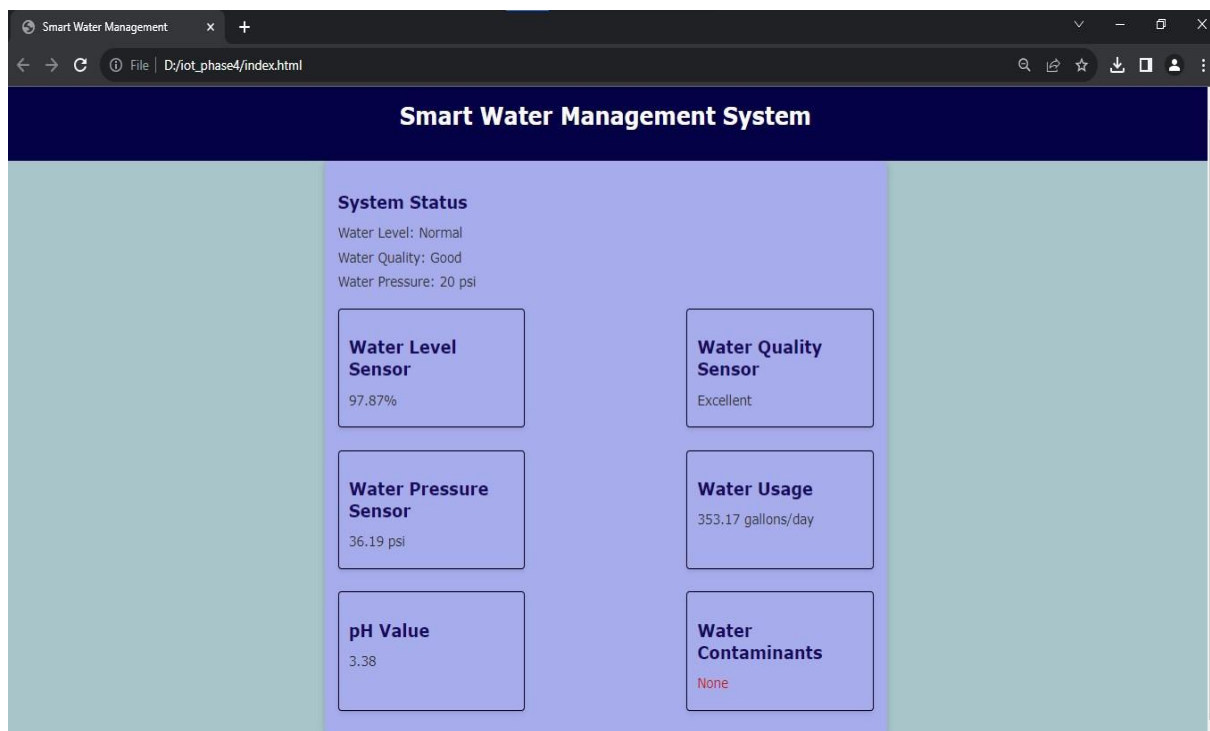 Smart Water Management
File | D:/iot_phase4/index.html
Smart Water Management System
System Status
Water Level: Normal
Water Quality: Good
Water Pressure: 20 psi
Water Level
Sensor
97.87%
Water Quality
Sensor
Excellent
Water Pressure
Sensor
36.19 psi
Water Usage
353.17 gallons/day
pH Value
3.38
Water
Contaminants
None